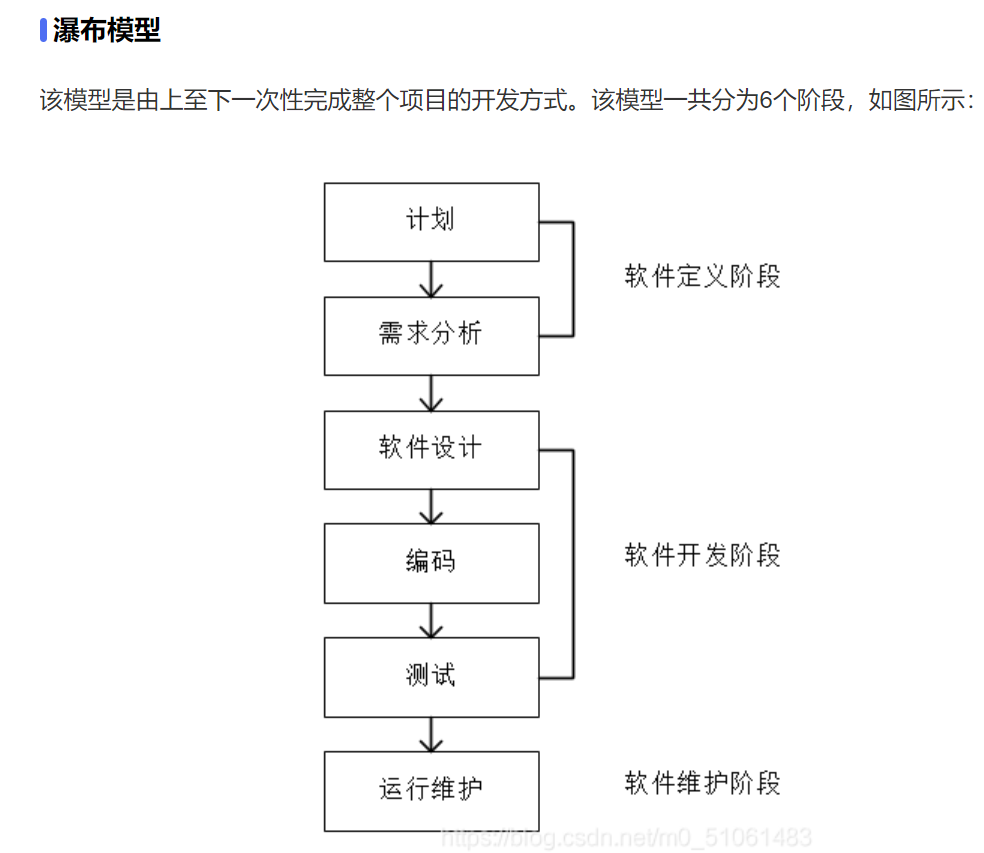 瀑布模型
该模型是由上至下一次性完成整个项目的开发方式。该模型一共分为6个阶段，如图所示：
计划
软件定义阶段
需求分析
软件设计
编码
软件开发阶段
测试
运行维护
软件维护阶段
https://blog.csdn.net/m0_51061483